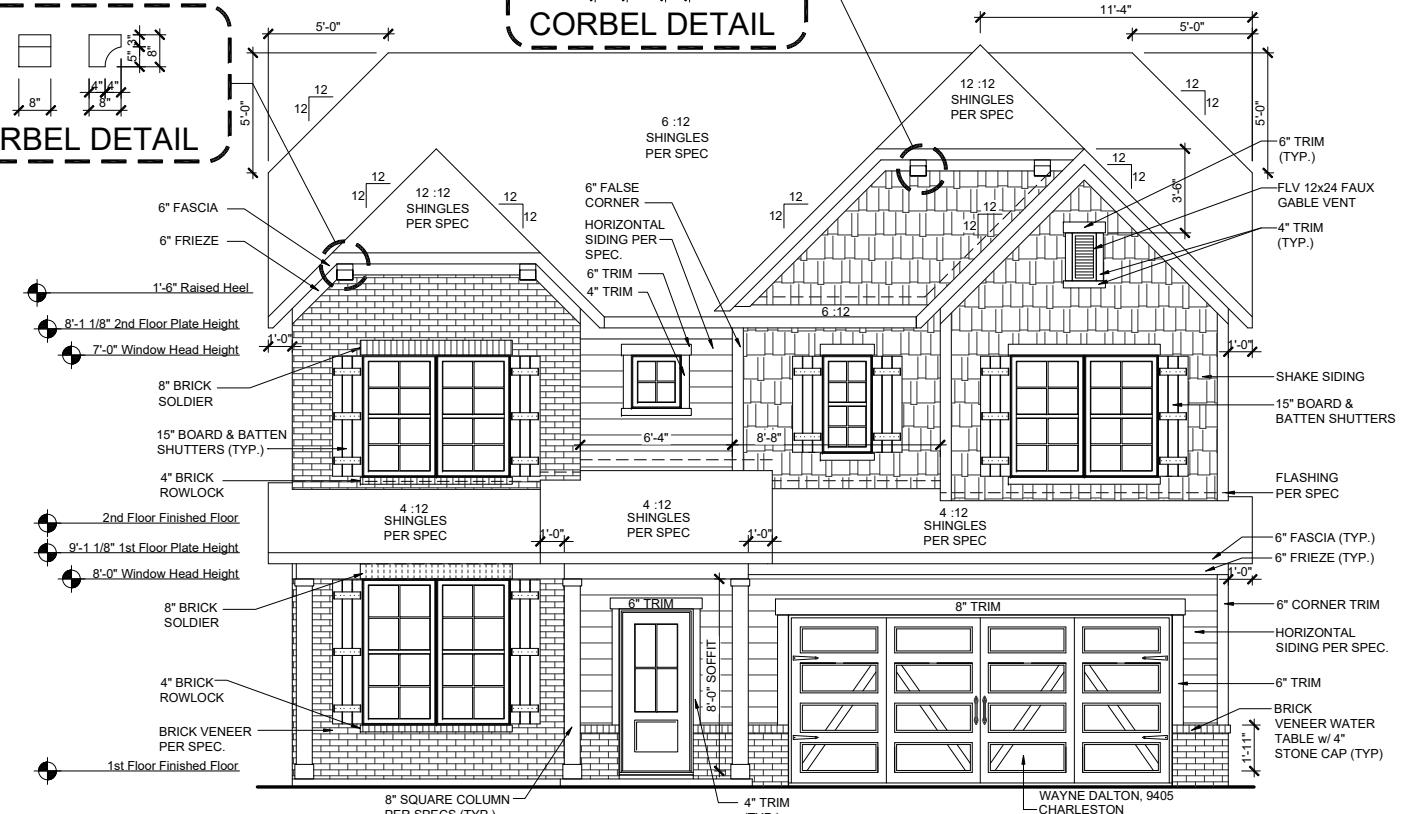 5" 3"
8"
4" 4"
8"
8"
RBEL DETAIL
CORBEL DETAIL
5'-0"
5'-0"
11'-4"
5'-0"
5'-0"
12
12
12
12
12
12
12
12
12
12
12
12
12
12
6 :12
SHINGLES
PER SPEC
12 :12
SHINGLES
PER SPEC
12 :12
SHINGLES
PER SPEC
6" FASCIA
6" FRIEZE
1'-6" Raised Heel
8'-1 1/8" 2nd Floor Plate Height
7'-0" Window Head Height
1'-0"
8" BRICK
SOLDIER
15" BOARD & BATTEN
SHUTTERS (TYP.)
4" BRICK
ROWLOCK
2nd Floor Finished Floor
9'-1 1/8" 1st Floor Plate Height
8'-0" Window Head Height
8" BRICK
SOLDIER
4" BRICK
ROWLOCK
BRICK VENEER
PER SPEC.
1st Floor Finished Floor
6" FALSE
CORNER
HORIZONTAL
SIDING PER
SPEC.
6" TRIM
4" TRIM
6 :12
3'-6"
6'-4"
8'-8"
4 :12
SHINGLES
PER SPEC
4 :12
SHINGLES
PER SPEC
4 :12
SHINGLES
PER SPEC
1'-0"
1'-0"
6" TRIM
8'-0" SOFFIT
8" TRIM
6" TRIM
(TYP.)
FLV 12x24 FAUX
GABLE VENT
4" TRIM
(TYP.)
1'-0"
SHAKE SIDING
15" BOARD &
BATTEN SHUTTERS
FLASHING
PER SPEC
6" FASCIA (TYP.)
6" FRIEZE (TYP.)
1'-0"
6" CORNER TRIM
HORIZONTAL
SIDING PER SPEC.
6" TRIM
BRICK
VENEER WATER
TABLE w/ 4"
STONE CAP (TYP)
1'-11"
8" SQUARE COLUMN
PER SPECS (TYP.)
4" TRIM
(TYP.)
WAYNE DALTON, 9405
CHARLESTON